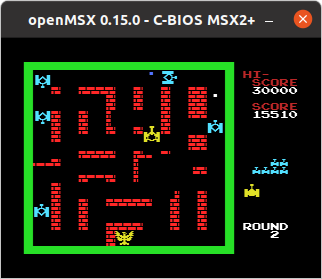 openMSX 0.15.0 - C-BIOS MSX2+
HI-
SCORE
30000
SCORE
15510
ROUND
2